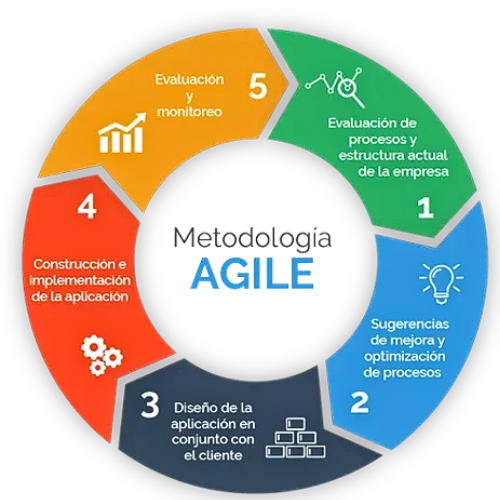 Metodología
AGILE
Evaluación de
procesos y
estructura actual
de la empresa
1
Sugerencias
de mejora y
optimización
de procesos
2
3
Diseño de la
aplicación en
conjunto con
el cliente
4
Construcción e
implementación
de la aplicación
5
Evaluación
y
monitoreo